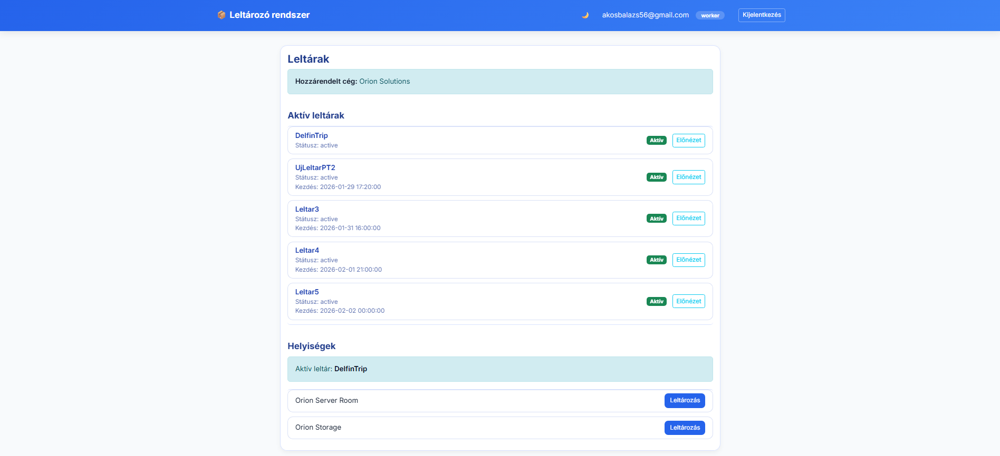 Leltározó rendszer
akosbalazs56@gmail.com worker Kijelentkezés
Leltárak
Hozzárendelt cég: Orion Solutions
Aktív leltárak
DelfinTrip
Státusz: active
Aktív Előnézet
UjLeltarPT2
Státusz: active
Kezdés: 2026-01-29 17:20:00
Aktív Előnézet
Leltar3
Státusz: active
Kezdés: 2026-01-31 16:00:00
Aktív Előnézet
Leltar4
Státusz: active
Kezdés: 2026-02-01 21:00:00
Aktív Előnézet
Leltar5
Státusz: active
Kezdés: 2026-02-02 00:00:00
Aktív Előnézet
Helyiségek
Aktív leltár: DelfinTrip
Orion Server Room Leltározás
Orion Storage Leltározás